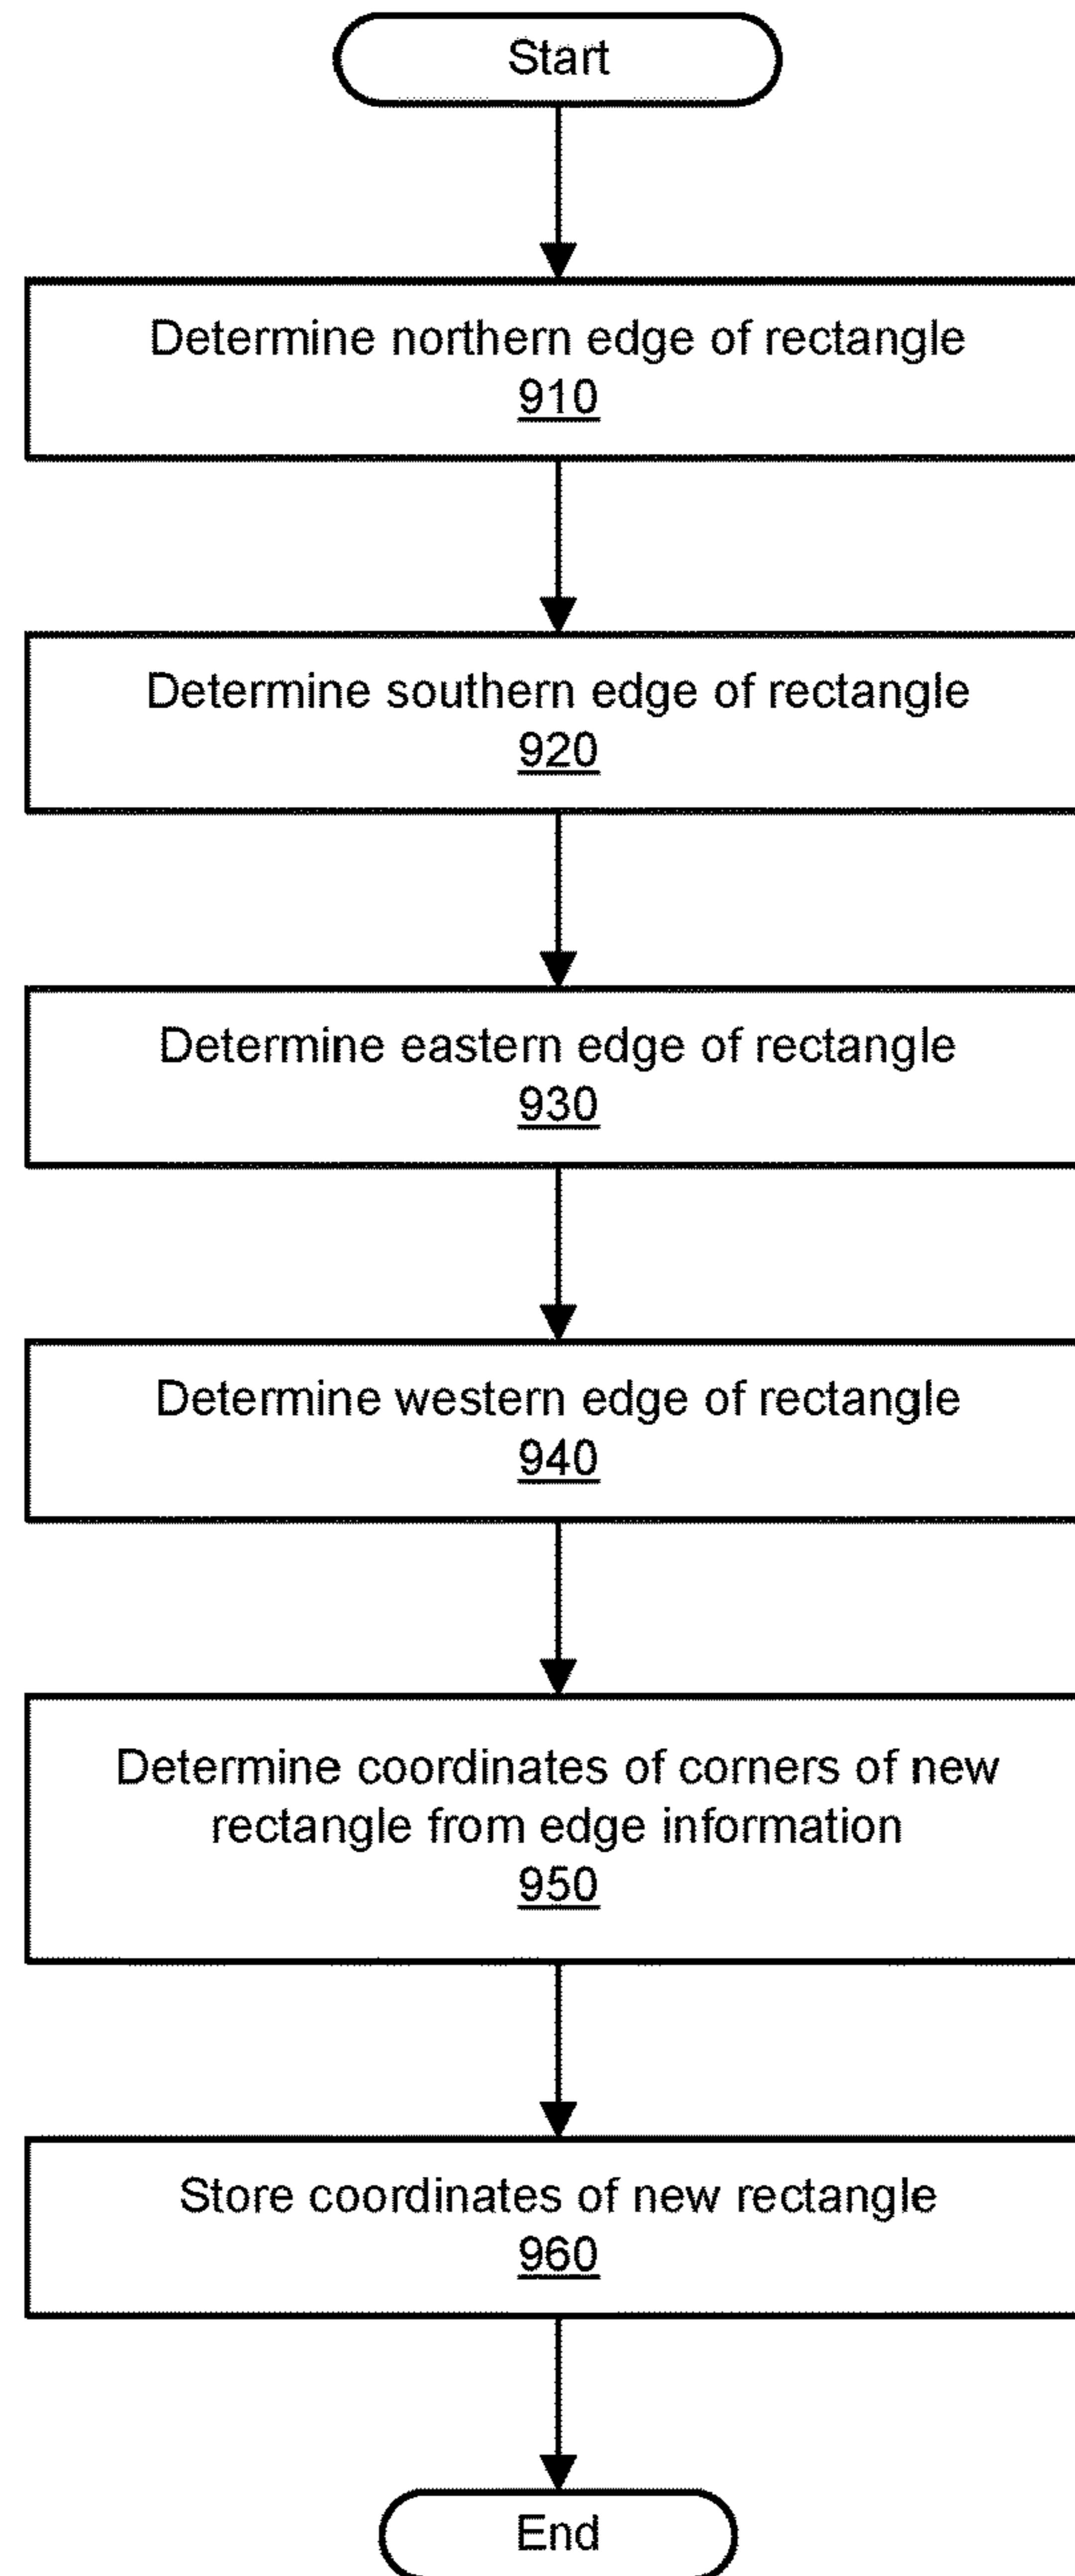 Start
Determine northern edge of rectangle
910
Determine southern edge of rectangle
920
Determine eastern edge of rectangle
930
Determine western edge of rectangle
940
Determine coordinates of corners of new
rectangle from edge information
950
Store coordinates of new rectangle
960
End